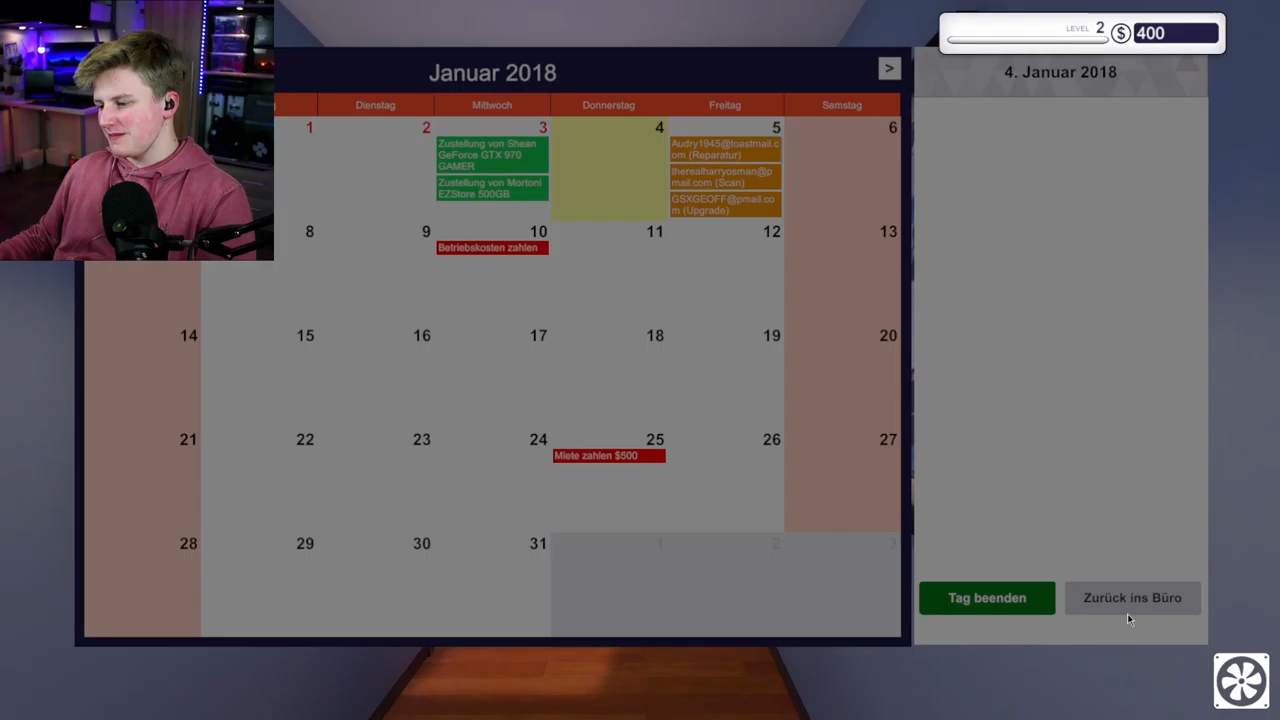 LEVEL 2
$ 400
Januar 2018
>
4. Januar 2018
Dienstag
Mittwoch
Donnerstag
Freitag
Samstag
1
2
3
4
5
6
Zustellung von Shean
GeForce GTX 970
GAMER
Zustellung von Mortoni
EZStore 500GB
Audry1945@toastmail.c
om (Reparatur)
therealharryosman@p
mail.com (Scan)
GSXGEOFF@pmail.co
m (Upgrade)
8
9
10
11
12
13
Betriebskosten zahlen
14
15
16
17
18
19
20
21
22
23
24
25
26
27
Miete zahlen $500
28
29
30
31
1
2
3
Tag beenden
Zurück ins Büro